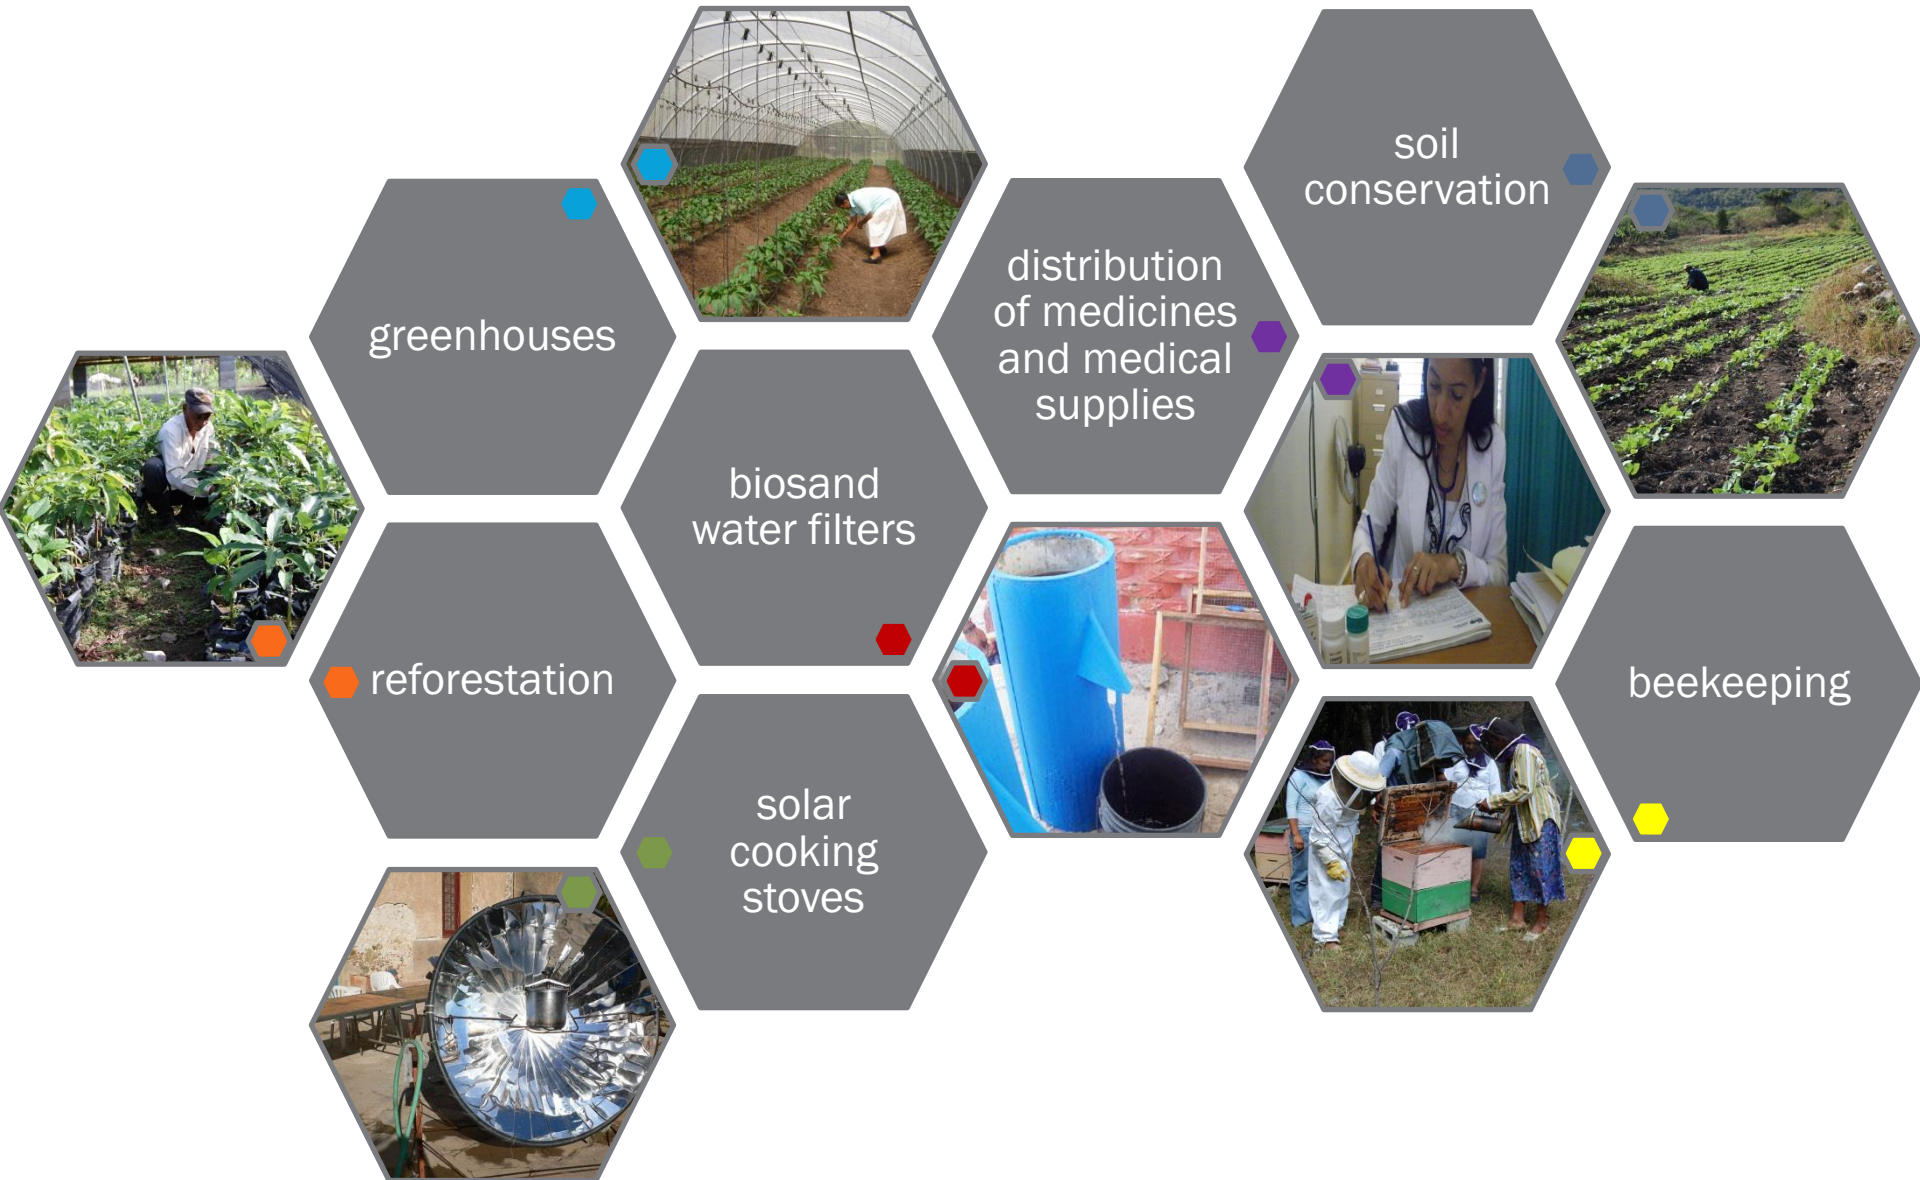 greenhouses
reforestation
biosand
water filters
solar
cooking
stoves
distribution
of medicines
and medical
supplies
soil
conservation
beekeeping